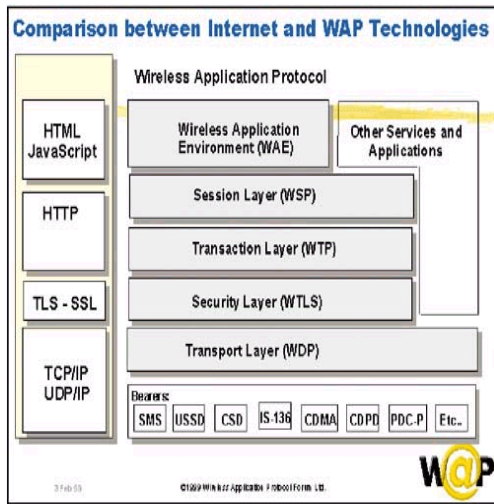 Comparison between Internet and WAP Technologies
Wireless Application Protocol
HTML
JavaScript
Wireless Application
Environment (WAE)
Other Services and
Applications
HTTP
Session Layer (WSP)
Transaction Layer (WTP)
TLS - SSL
Security Layer (WTLS)
TCP/IP
UDP/IP
Transport Layer (WDP)
Bearers:
SMS
USSD
CSD
IS-136
CDMA
CDPD
PDC-P
Etc..
©1999 Wireless Application Protocol Forum Ltd.
W@P